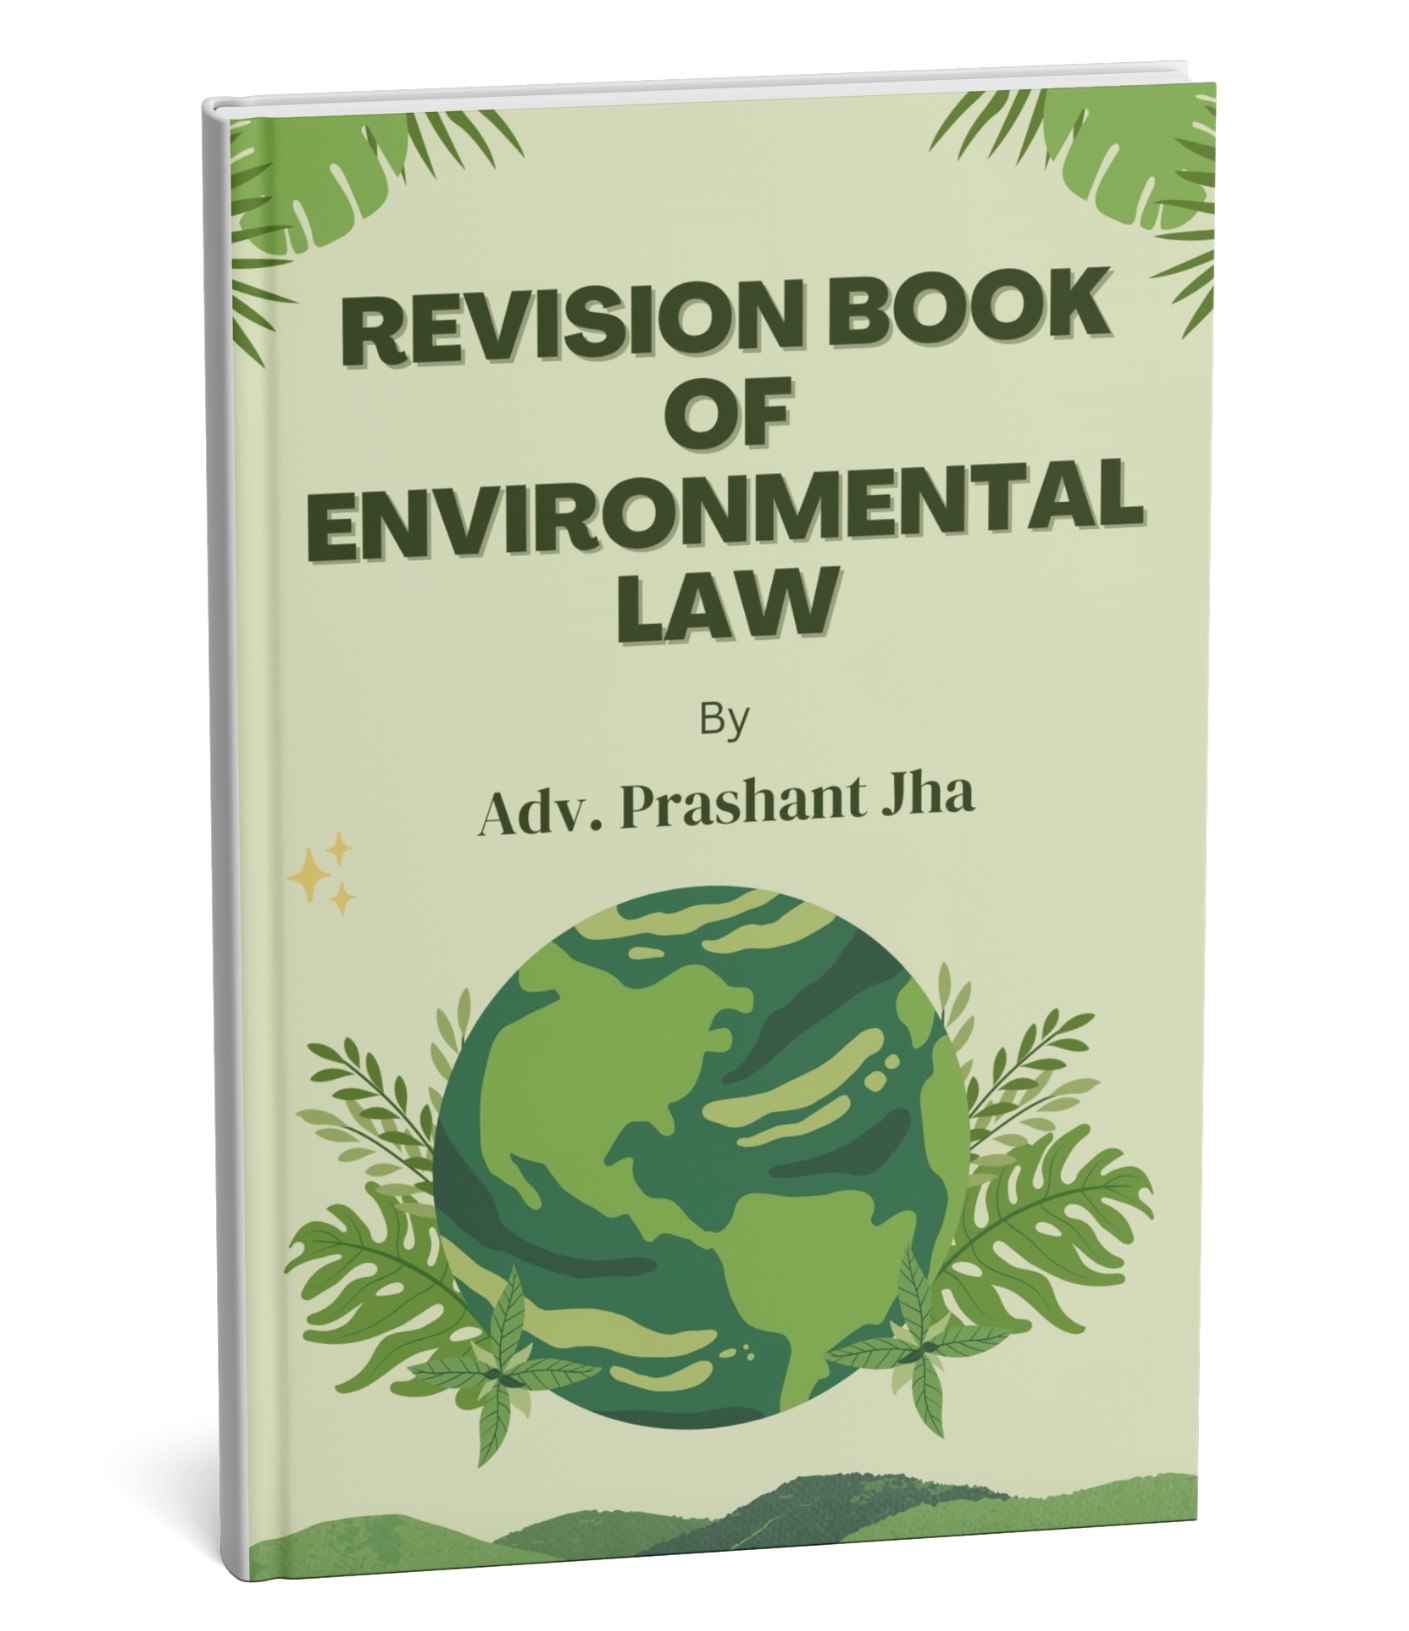 REVISION BOOK
OF
ENVIRONMENTAL
LAW
By
Adv. Prashant Jha